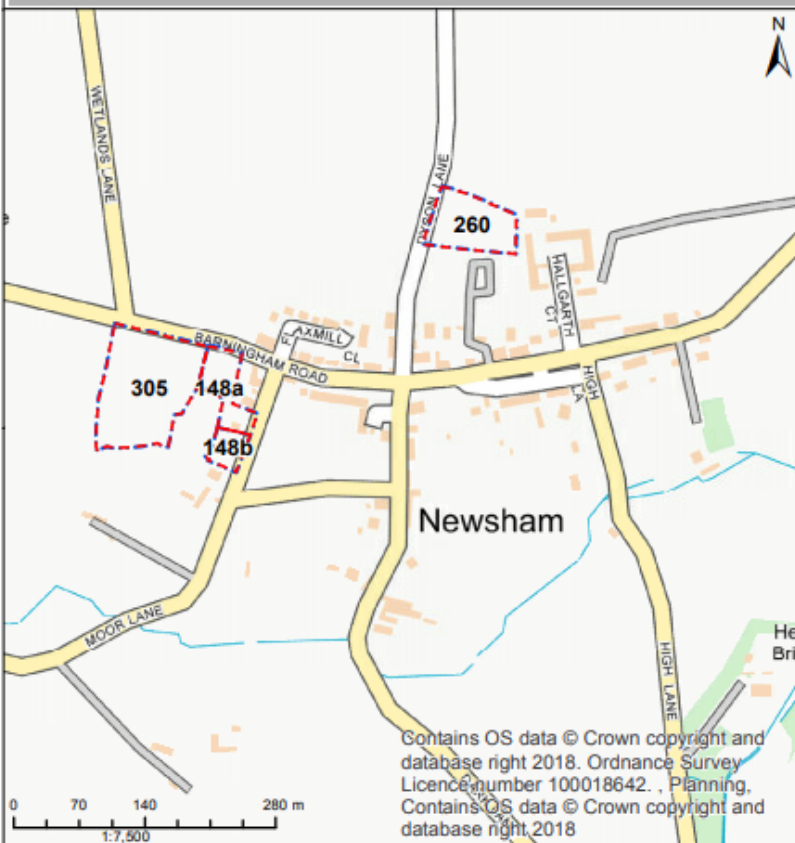 N
WETLANDS LANE
LANE
260
HALLGARTH
CT
AXMILL
CL
BARNINGHAM ROAD
305
148a
HIGH
LA
148b
Newsham
MOOR LANE
HIGH LANE
He
Bri
Contains OS data © Crown copyright and
database right 2018. Ordnance Survey
Licence number 100018642. , Planning,
Contains OS data © Crown copyright and
database right 2018
0 70 140 280 m
1:7,500